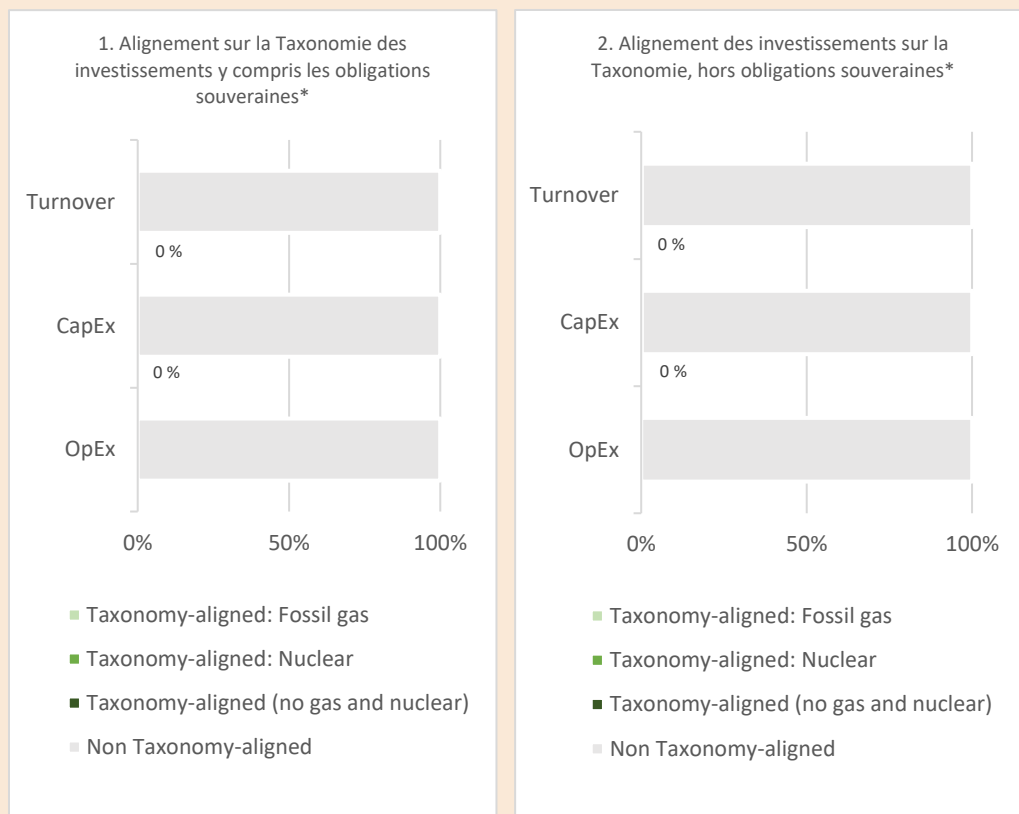 1. Alignement sur la Taxonomie des
investissements y compris les obligations
souveraines*
Turnover
0 %
CapEx
0 %
OpEx
0%
50%
100%
Taxonomy-aligned: Fossil gas
Taxonomy-aligned: Nuclear
Taxonomy-aligned (no gas and nuclear)
Non Taxonomy-aligned
2. Alignement des investissements sur la
Taxonomie, hors obligations souveraines*
Turnover
0 %
CapEx
0 %
OpEx
0%
50%
100%
Taxonomy-aligned: Fossil gas
Taxonomy-aligned: Nuclear
Taxonomy-aligned (no gas and nuclear)
Non Taxonomy-aligned